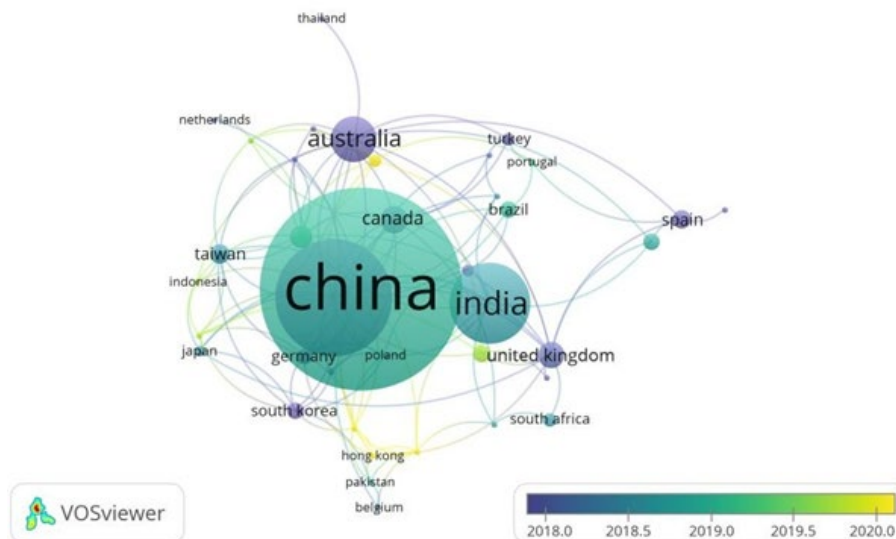 thailand
netherlands
australia
turkey
portugal
canada
brazil
spain
taiwan
indonesia
china
india
japan
germany
poland
united kingdom
south korea
south africa
hong kong
pakistan
belgium
VOSviewer
2018.0 2018.5 2019.0 2019.5 2020.0